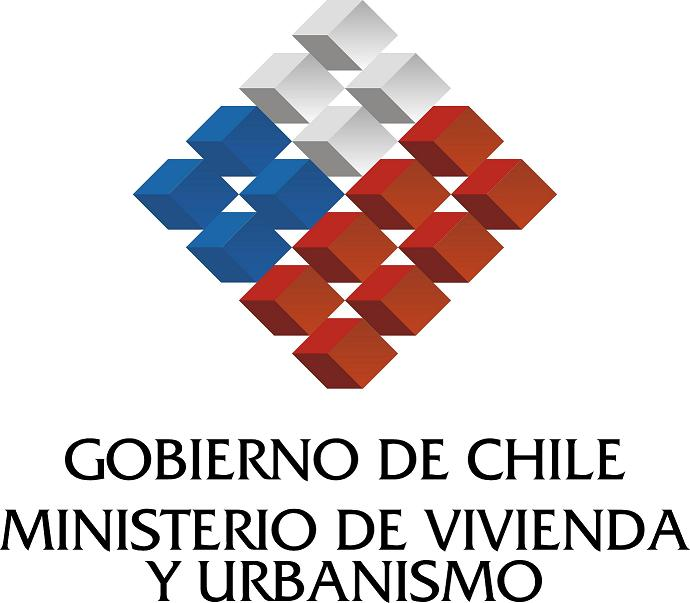 GOBIERNO DE CHILE
MINISTERIO DE VIVIENDA
Y URBANISMO